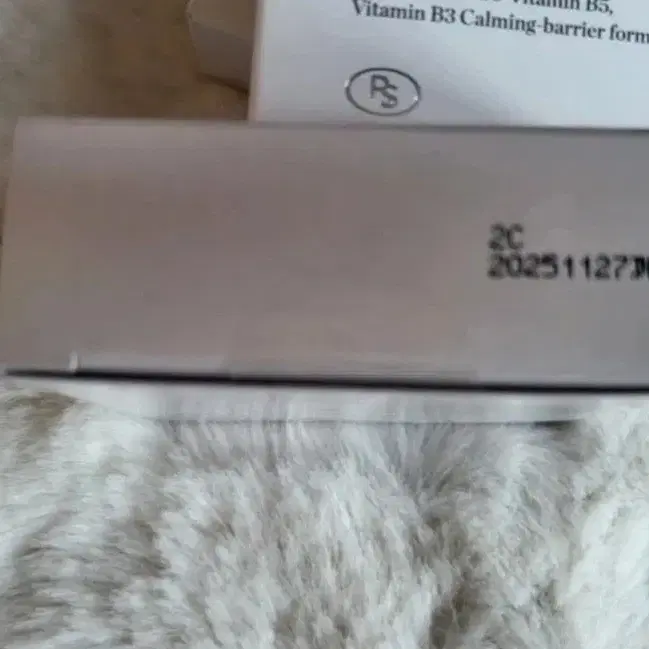 Vitamin B5,
Vitamin B3 Calming-barrier form
RS
2C
20251127